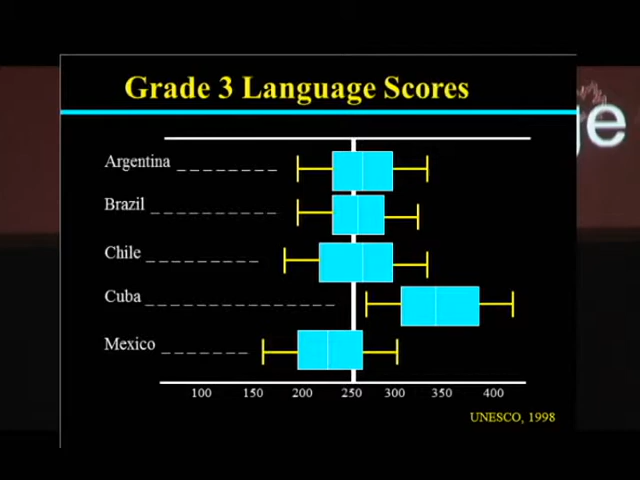 Grade 3 Language Scores
Argentina
Brazil
Chile
Cuba
Mexico
100 150 200 250 300 350 400
UNESCO, 1998